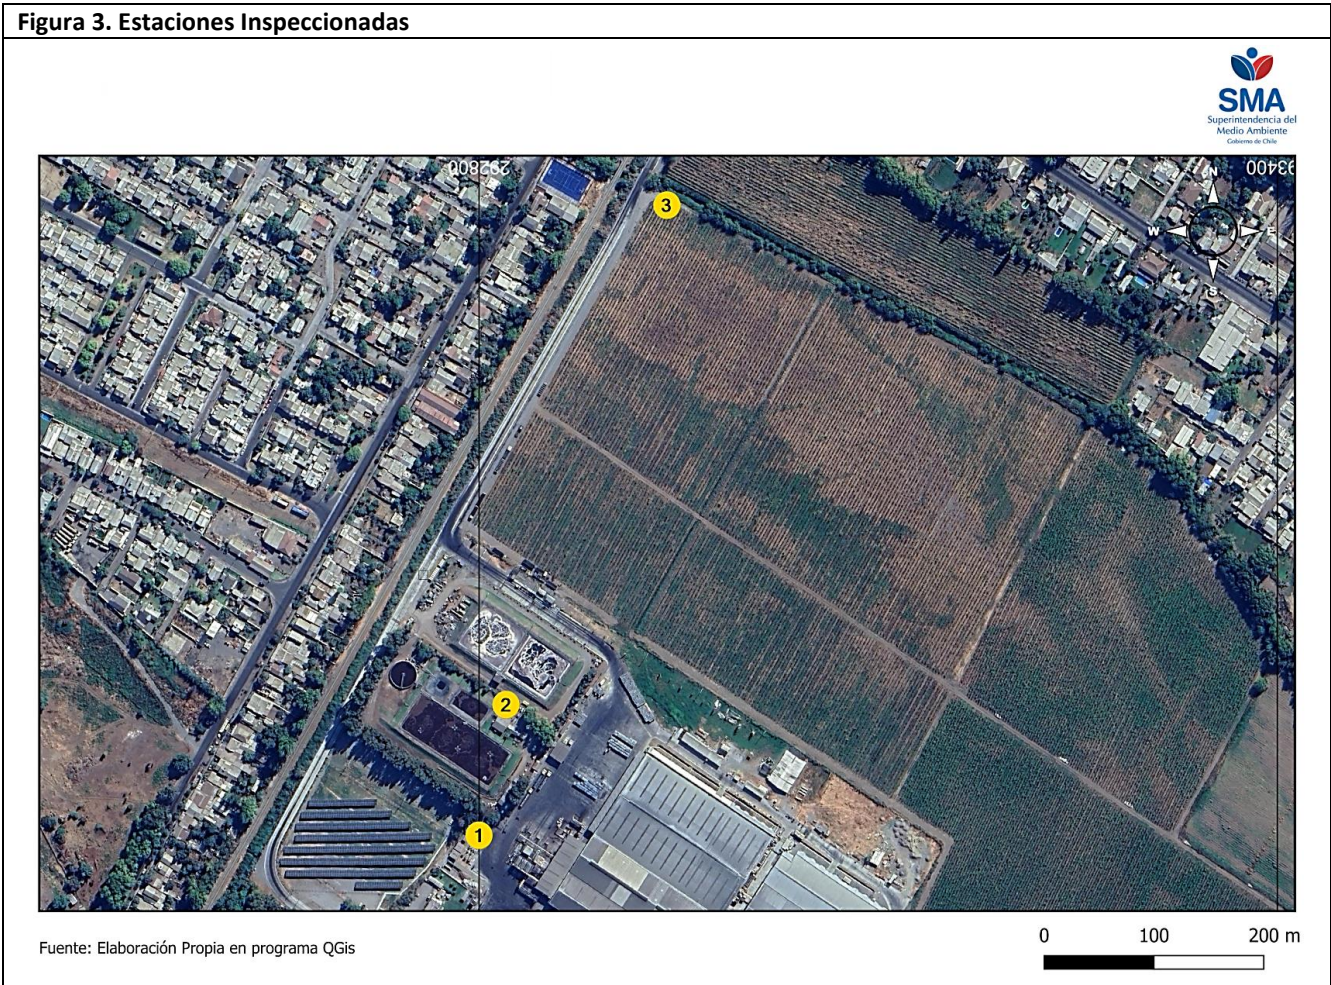 Figura 3. Estaciones Inspeccionadas
SMA
Superintendencia del
Medio Ambiente
Gobierno de Chile
292800
93400
N
W
E
S
3
2
1
Fuente: Elaboración Propia en programa QGis
0 100 200 m